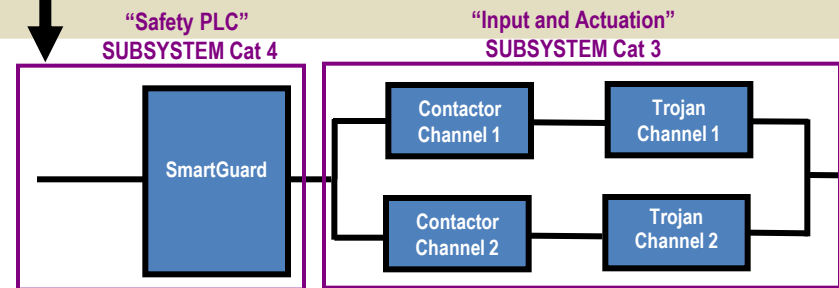 “Safety PLC”
SUBSYSTEM Cat 4
“Input and Actuation”
SUBSYSTEM Cat 3
SmartGuard
Contactor
Channel 1
Trojan
Channel 1
Contactor
Channel 2
Trojan
Channel 2